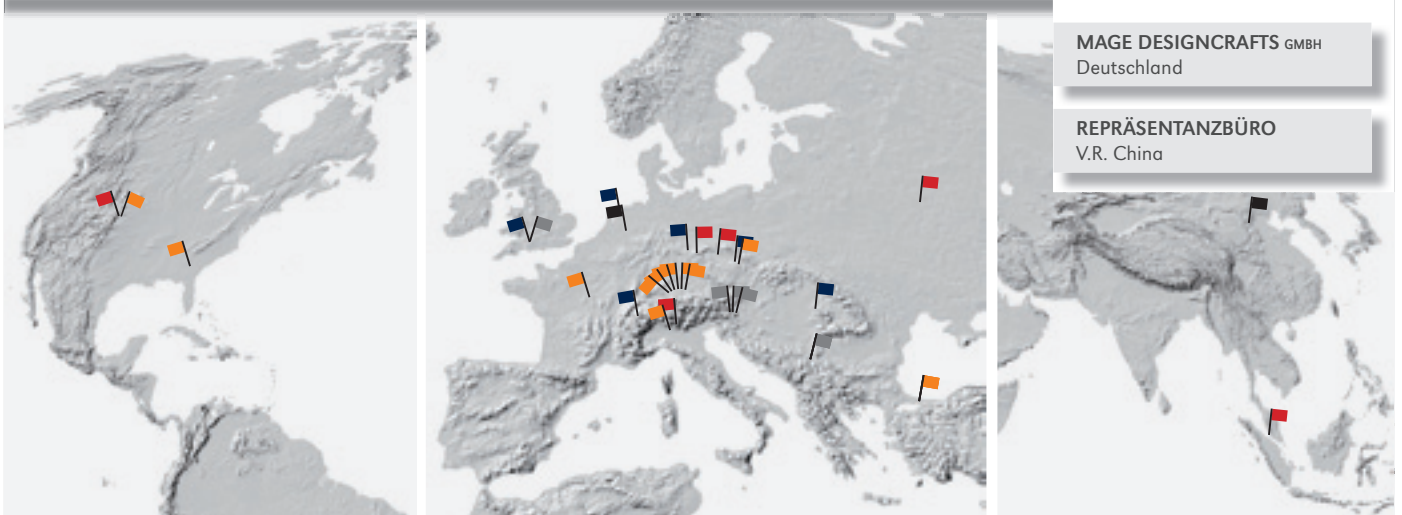 MAGE DESIGNCRAFTS GMBH
Deutschland
REPRÄSENTANZBÜRO
V.R. China